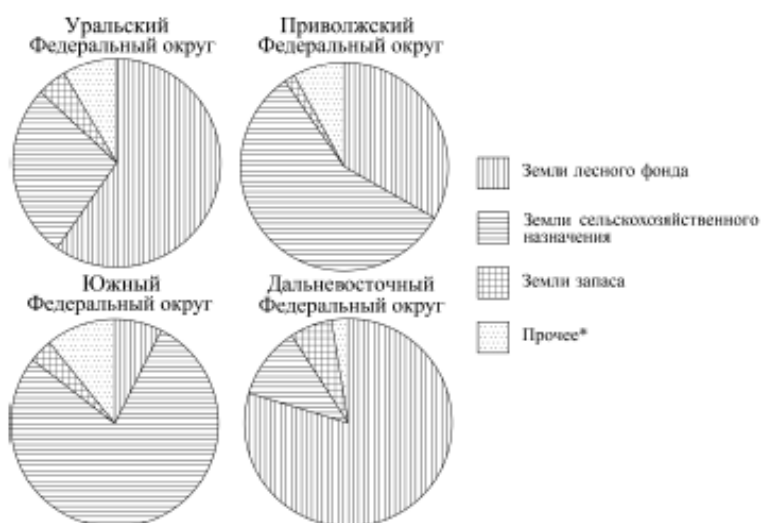 Уральский
Федеральный округ
Приволжский
Федеральный округ
Южный
Федеральный округ
Дальневосточный
Федеральный округ
Земли лесного фонда
Земли сельскохозяйственного
назначения
Земли запаса
Прочее*